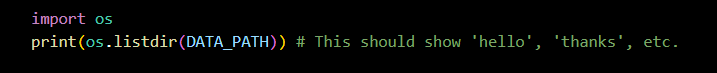 import os
print(os.listdir(DATA_PATH)) # This should show 'hello', 'thanks', etc.